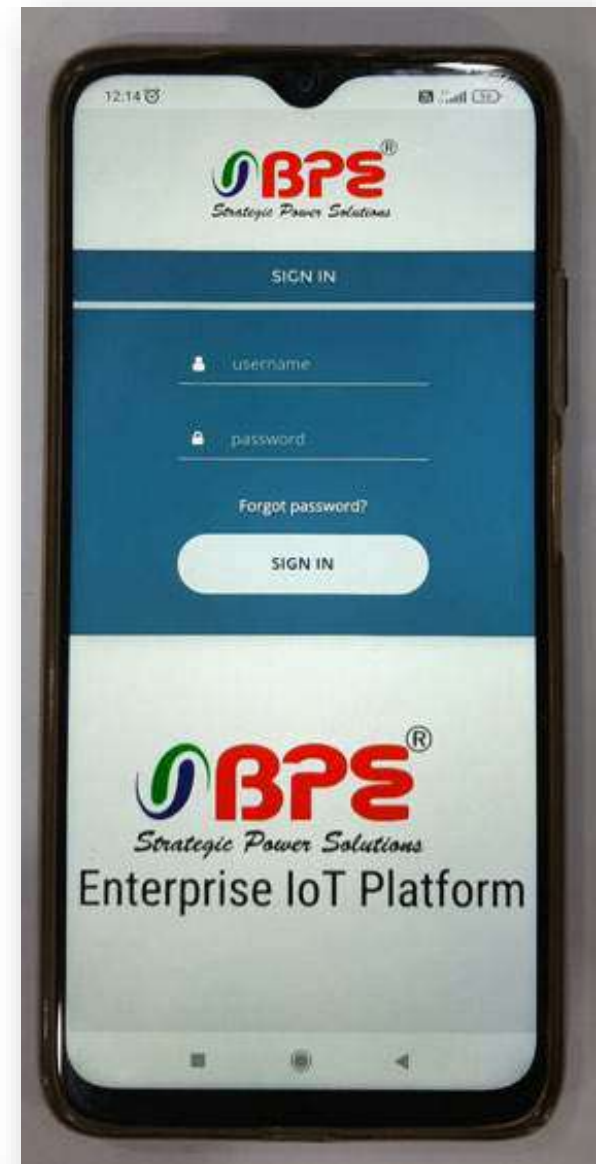 12:14
BPE®
Strategic Power Solutions
SIGN IN
username
password
Forgot password?
SIGN IN
BPE®
Strategic Power Solutions
Enterprise IoT Platform